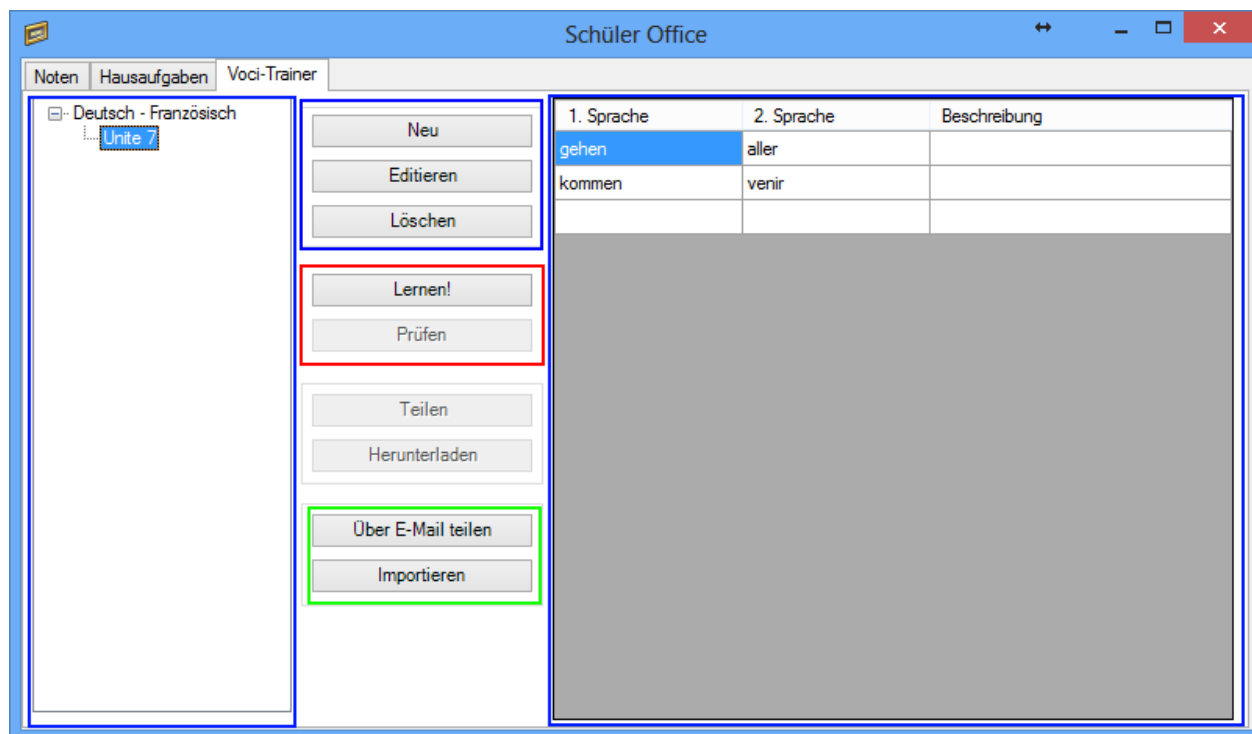 Schüler Office
Noten Hausaufgaben Voci-Trainer
Deutsch - Französisch
Unite 7
Neu
Editieren
Löschen
Lernen!
Prüfen
Teilen
Herunterladen
Über E-Mail teilen
Importieren
1. Sprache 2. Sprache Beschreibung
gehen aller
kommen venir